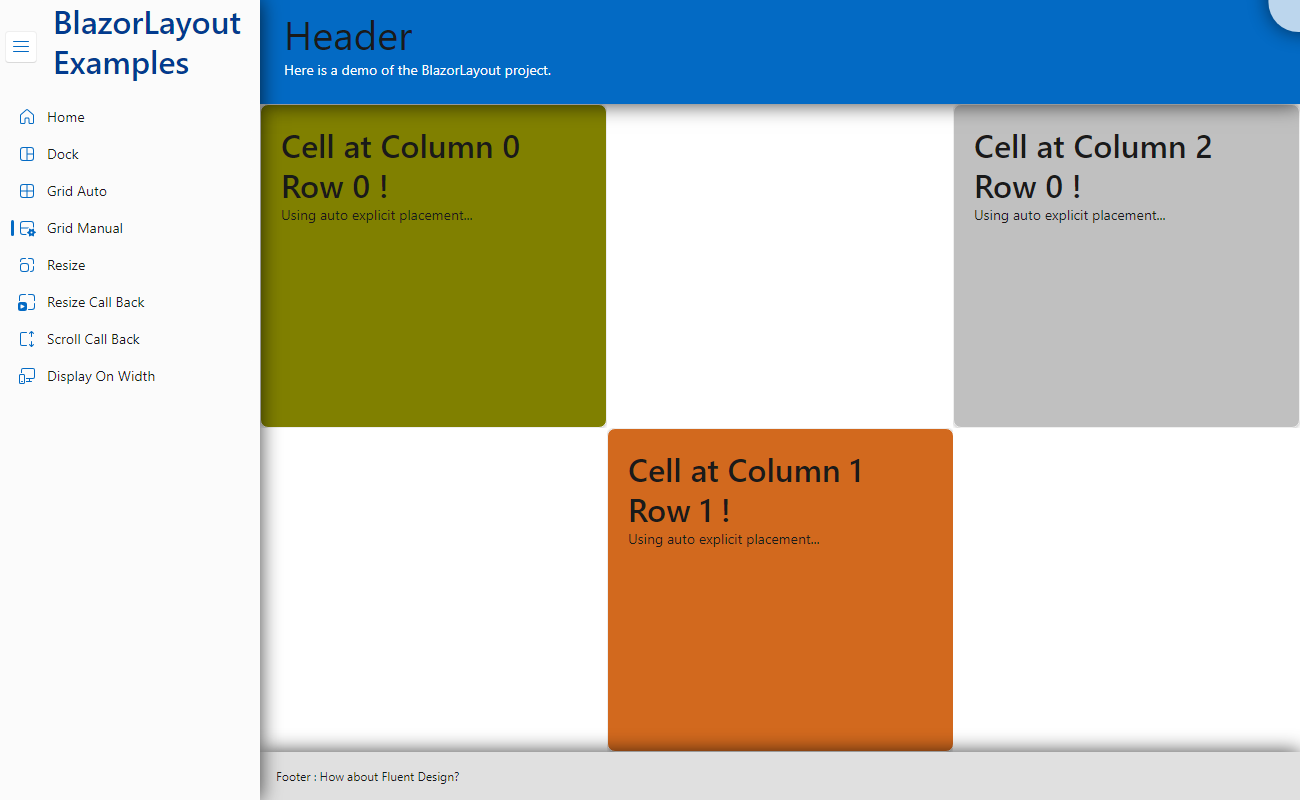 BlazorLayout
Examples
Home
Dock
Grid Auto
Grid Manual
Resize
Resize Call Back
Scroll Call Back
Display On Width
Header
Here is a demo of the BlazorLayout project.
Cell at Column 0
Row 0 !
Using auto explicit placement...
Cell at Column 2
Row 0 !
Using auto explicit placement...
Cell at Column 1
Row 1 !
Using auto explicit placement...
Footer : How about Fluent Design?